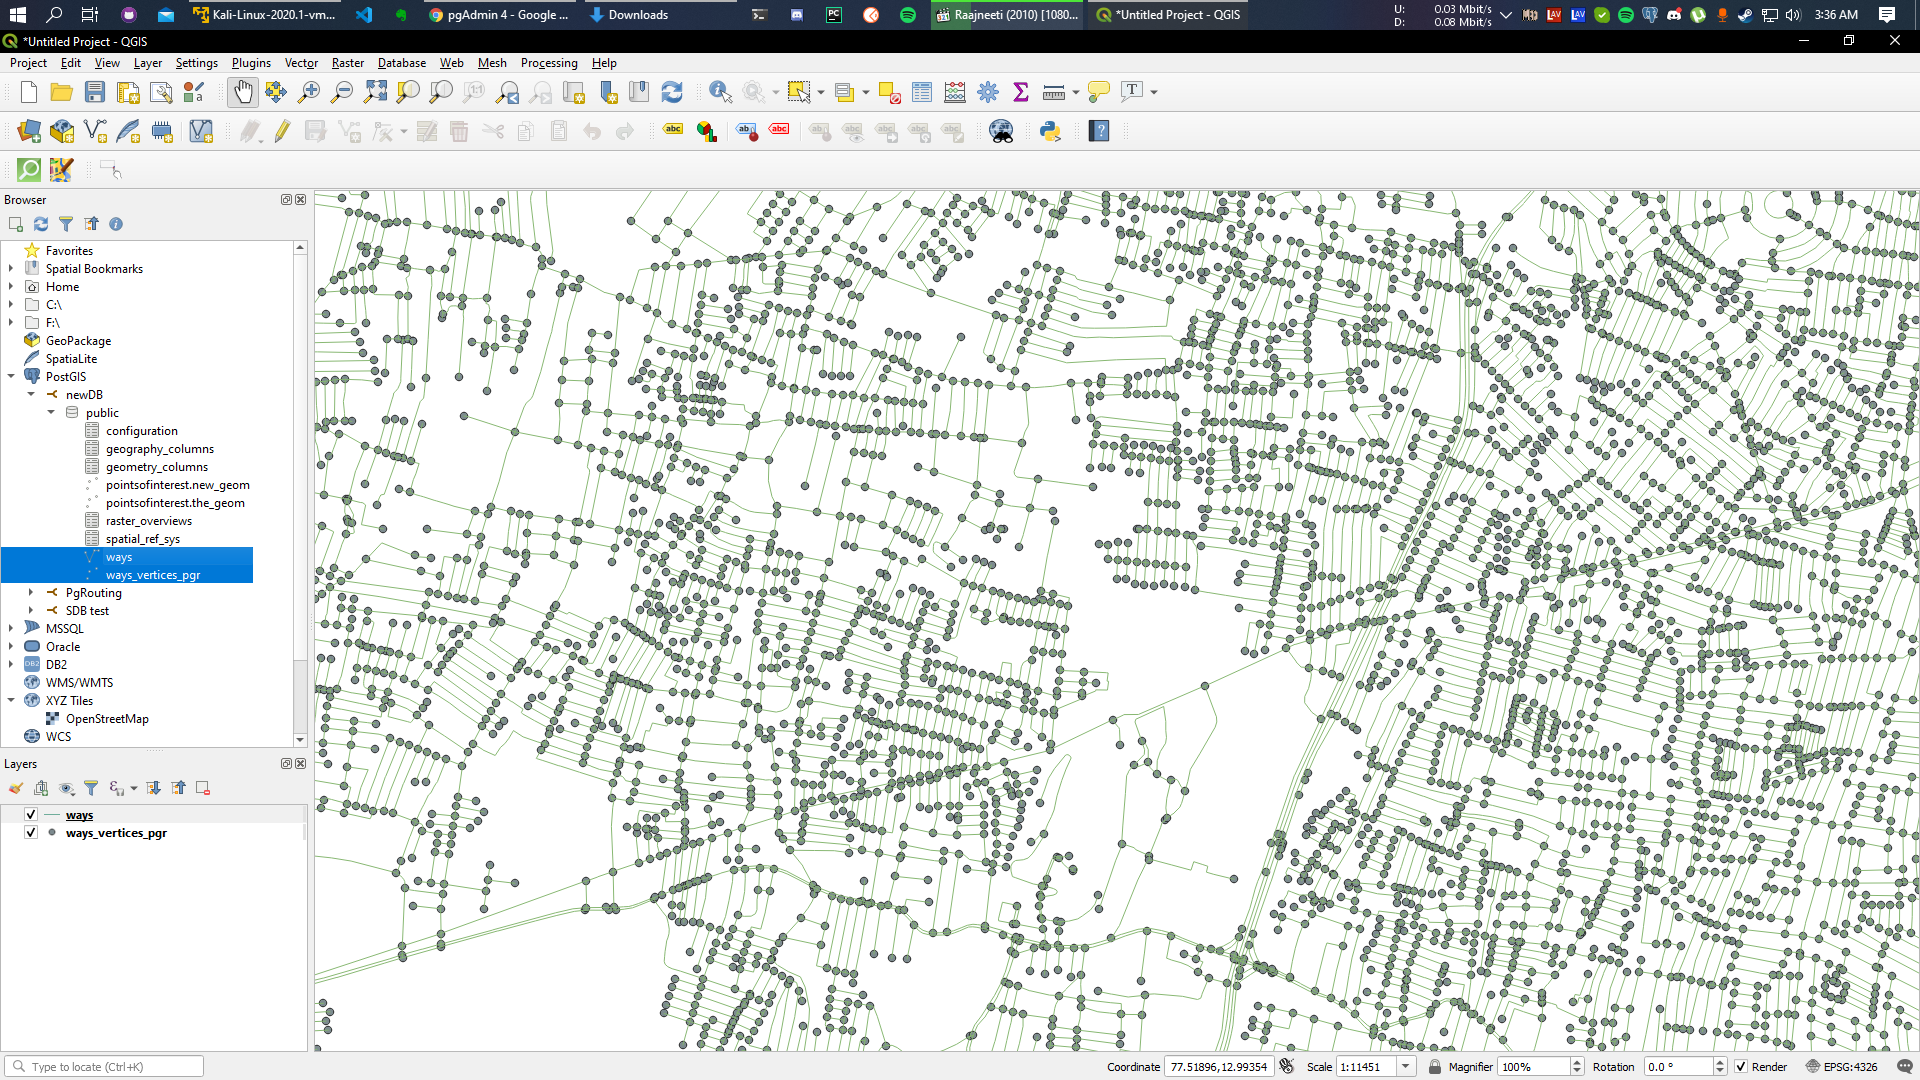 Kali-Linux-2020.1-vm...
pgAdmin 4 - Google ...
Downloads
Raajneeti (2010) [1080...
*Untitled Project - QGIS
U: 0.03 Mbit/s
D: 0.08 Mbit/s
3:36 AM
*Untitled Project - QGIS
Project Edit View Layer Settings Plugins Vector Raster Database Web Mesh Processing Help
Browser
Favorites
Spatial Bookmarks
Home
C:\
F:\
GeoPackage
SpatiaLite
PostGIS
newDB
public
configuration
geography_columns
geometry_columns
pointsofinterest.new_geom
pointsofinterest.the_geom
raster_overviews
spatial_ref_sys
ways
ways_vertices_pgr
PgRouting
SDB test
MSSQL
Oracle
DB2
WMS/WMTS
XYZ Tiles
OpenStreetMap
WCS
Layers
ways
ways_vertices_pgr
Type to locate (Ctrl+K)
Coordinate 77.51896,12.99354 Scale 1:11451 Magnifier 100% Rotation 0.0 ° Render EPSG:4326